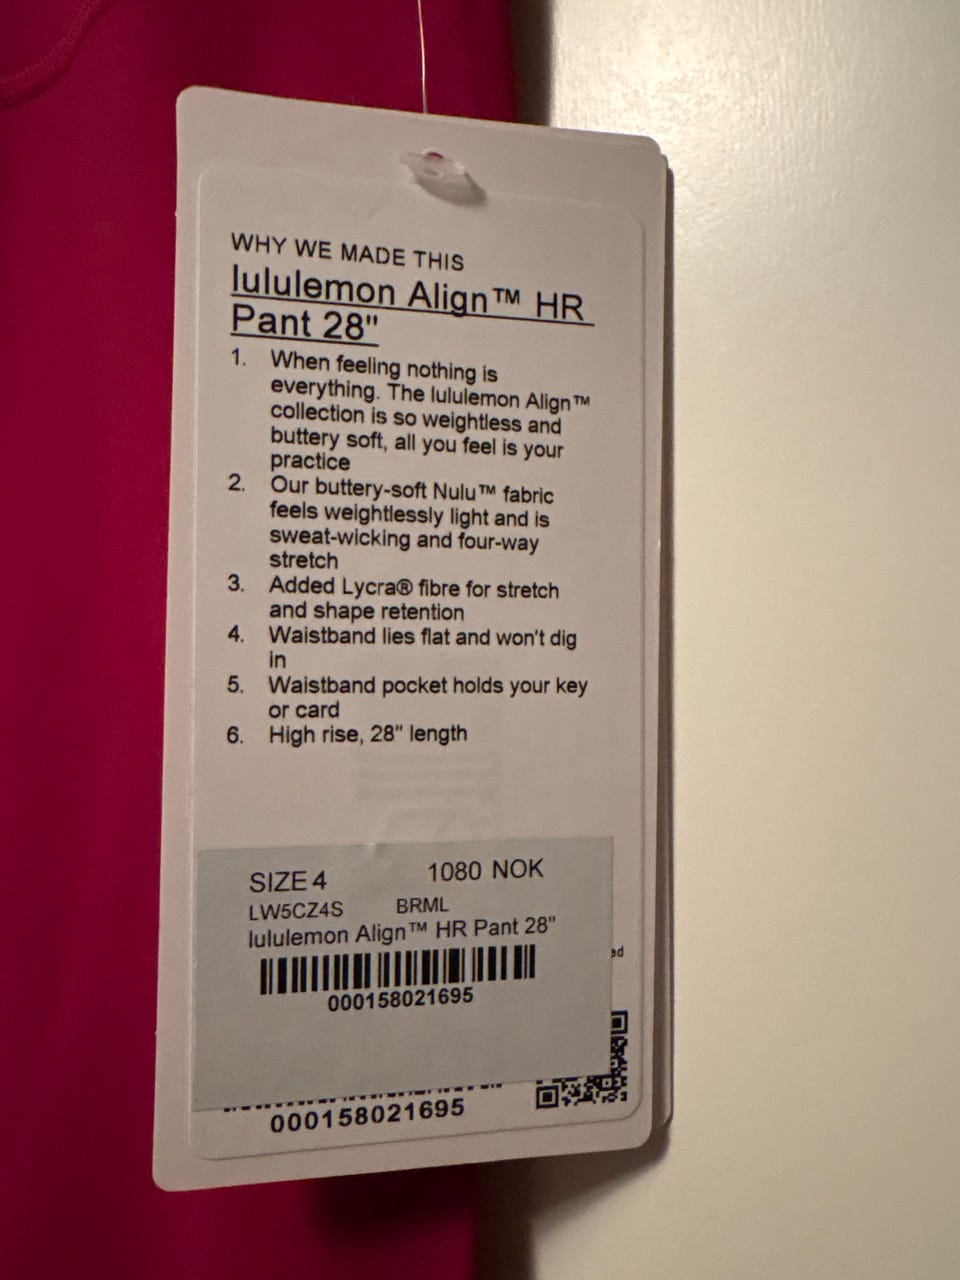 WHY WE MADE THIS
lululemon Align™ HR
Pant 28"
1. When feeling nothing is
everything. The lululemon Align™
collection is so weightless and
buttery soft, all you feel is your
practice
2. Our buttery-soft Nulu™ fabric
feels weightlessly light and is
sweat-wicking and four-way
stretch
3. Added Lycra® fibre for stretch
and shape retention
4. Waistband lies flat and won't dig
in
5. Waistband pocket holds your key
or card
6. High rise, 28" length
SIZE 4 1080 NOK
LW5CZ4S BRML
lululemon Align™ HR Pant 28"
000158021695
000158021695